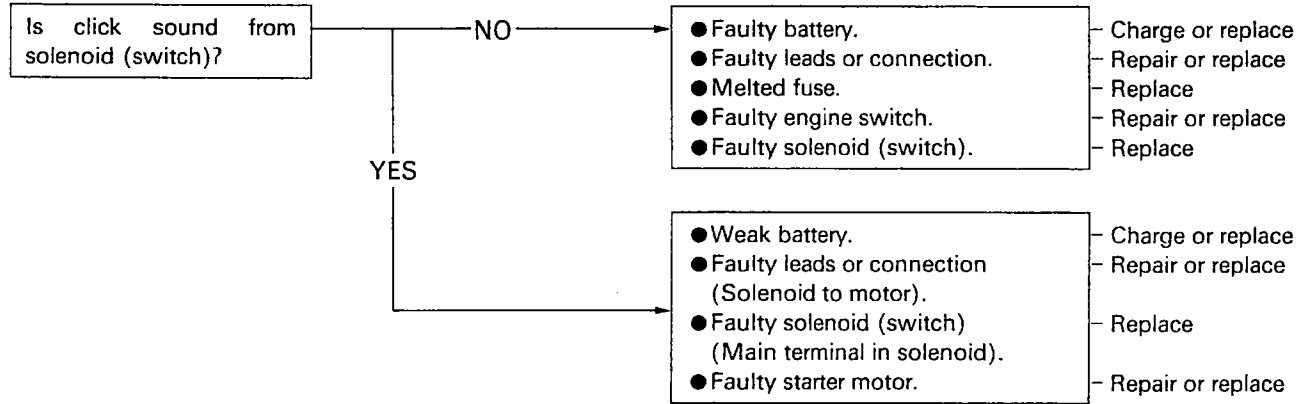 Is click sound from
solenoid (switch)?
NO
● Faulty battery. – Charge or replace
● Faulty leads or connection. – Repair or replace
● Melted fuse. – Replace
● Faulty engine switch. – Repair or replace
● Faulty solenoid (switch). – Replace
YES
● Weak battery. – Charge or replace
● Faulty leads or connection – Repair or replace
(Solenoid to motor).
● Faulty solenoid (switch) – Replace
(Main terminal in solenoid).
● Faulty starter motor. – Repair or replace